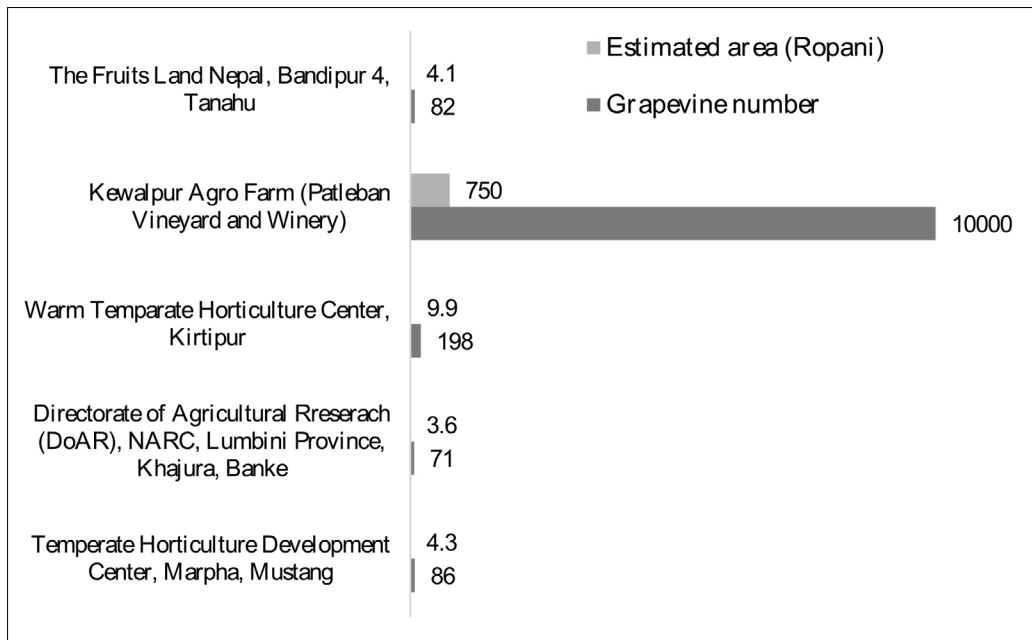 Estimated area (Ropani)
Grapevine number
The Fruits Land Nepal, Bandipur 4,
Tanahu
4.1
82
Kewalpur Agro Farm (Patleban
Vineyard and Winery)
750
10000
Warm Temparate Horticulture Center,
Kirtipur
9.9
198
Directorate of Agricultural Rreserach
(DoAR), NARC, Lumbini Province,
Khajura, Banke
3.6
71
Temperate Horticulture Development
Center, Marpha, Mustang
4.3
86